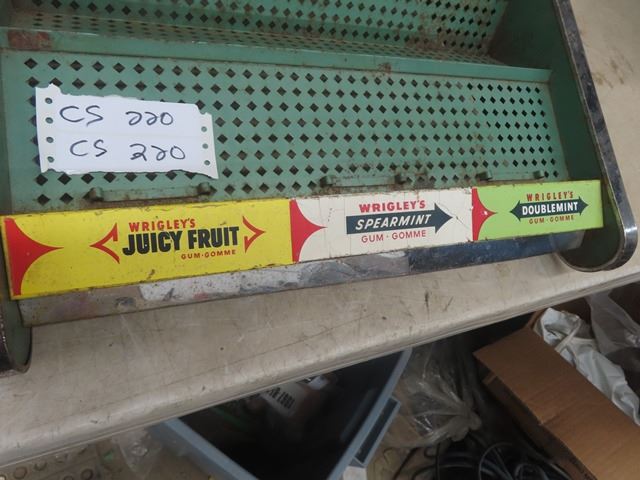 CS 220
CS 220
WRIGLEY'S
JUICY FRUIT
GUM·GOMME
WRIGLEY'S
SPEARMINT
GUM·GOMME
WRIGLEY'S
DOUBLEMINT
GUM·GOMME